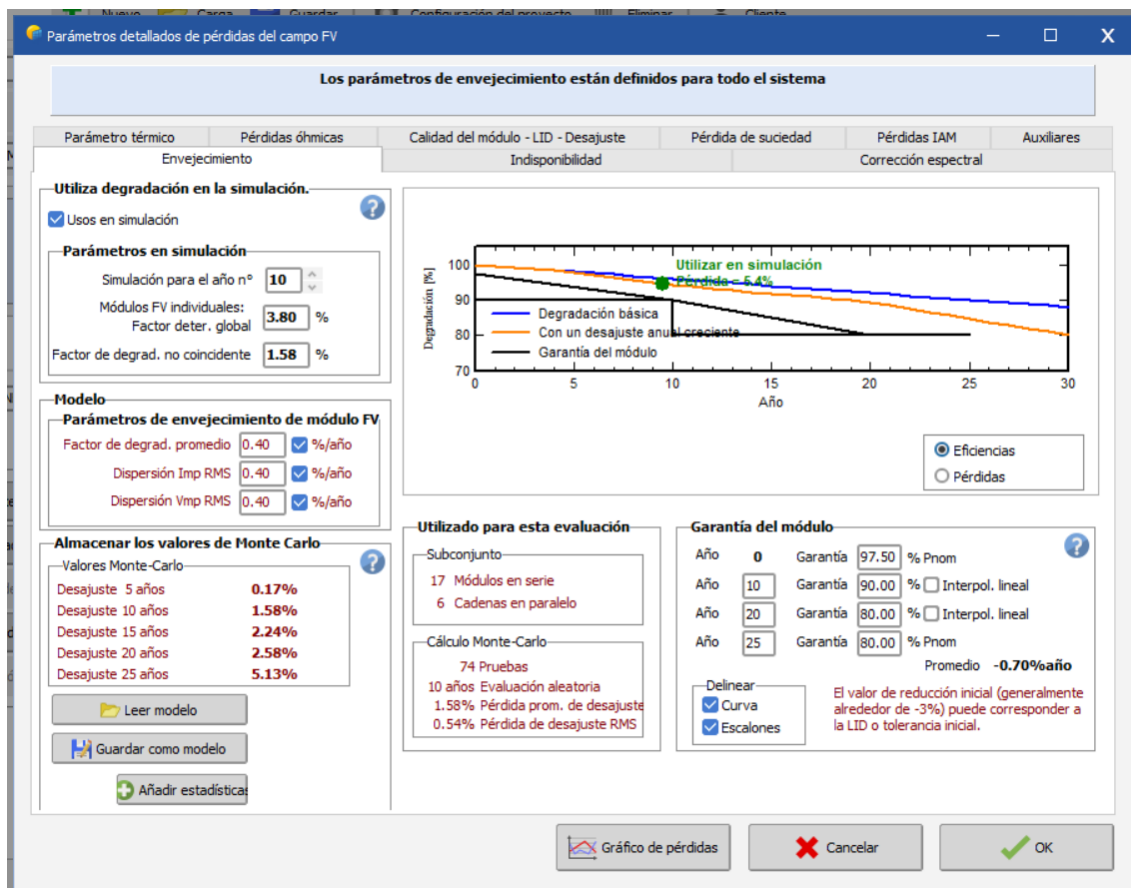 Nuevo Carga Guardar Configuración del proyecto Eliminar Cliente
Parámetros detallados de pérdidas del campo FV
Los parámetros de envejecimiento están definidos para todo el sistema
Parámetro térmico Pérdidas óhmicas Calidad del módulo - LID - Desajuste Pérdida de suciedad Pérdidas IAM Auxiliares
Envejecimiento Indisponibilidad Corrección espectral
Utiliza degradación en la simulación.
Usos en simulación
Parámetros en simulación
Simulación para el año nº 10
Módulos FV individuales:
Factor deter. global 3.80 %
Factor de degrad. no coincidente 1.58 %
Modelo
Parámetros de envejecimiento de módulo FV
Factor de degrad. promedio 0.40 %/año
Dispersión Imp RMS 0.40 %/año
Dispersión Vmp RMS 0.40 %/año
Almacenar los valores de Monte Carlo
Valores Monte-Carlo
Desajuste 5 años 0.17%
Desajuste 10 años 1.58%
Desajuste 15 años 2.24%
Desajuste 20 años 2.58%
Desajuste 25 años 5.13%
Leer modelo
Guardar como modelo
Añadir estadísticas
Degradación [%]
100
90
80
70
Utilizar en simulación
Pérdida = 5.4%
Degradación básica
Con un desajuste anual creciente
Garantía del módulo
0 5 10 15 20 25 30
Año
Eficiencias
Pérdidas
Utilizado para esta evaluación
Subconjunto
17 Módulos en serie
6 Cadenas en paralelo
Cálculo Monte-Carlo
74 Pruebas
10 años Evaluación aleatoria
1.58% Pérdida prom. de desajuste
0.54% Pérdida de desajuste RMS
Garantía del módulo
Año 0 Garantía 97.50 % Pnom
Año 10 Garantía 90.00 % Interpol. lineal
Año 20 Garantía 80.00 % Interpol. lineal
Año 25 Garantía 80.00 % Pnom
Promedio -0.70%año
Delinear
Curva
Escalones
El valor de reducción inicial (generalmente
alrededor de -3%) puede corresponder a
la LID o tolerancia inicial.
Gráfico de pérdidas Cancelar OK